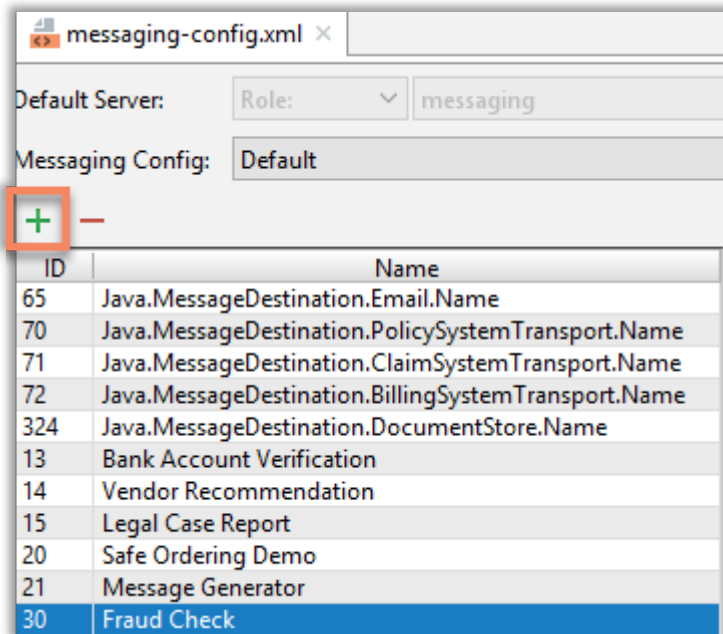 messaging-config.xml
Default Server: Role: messaging
Messaging Config: Default
ID Name
65 Java.MessageDestination.Email.Name
70 Java.MessageDestination.PolicySystemTransport.Name
71 Java.MessageDestination.ClaimSystemTransport.Name
72 Java.MessageDestination.BillingSystemTransport.Name
324 Java.MessageDestination.DocumentStore.Name
13 Bank Account Verification
14 Vendor Recommendation
15 Legal Case Report
20 Safe Ordering Demo
21 Message Generator
30 Fraud Check